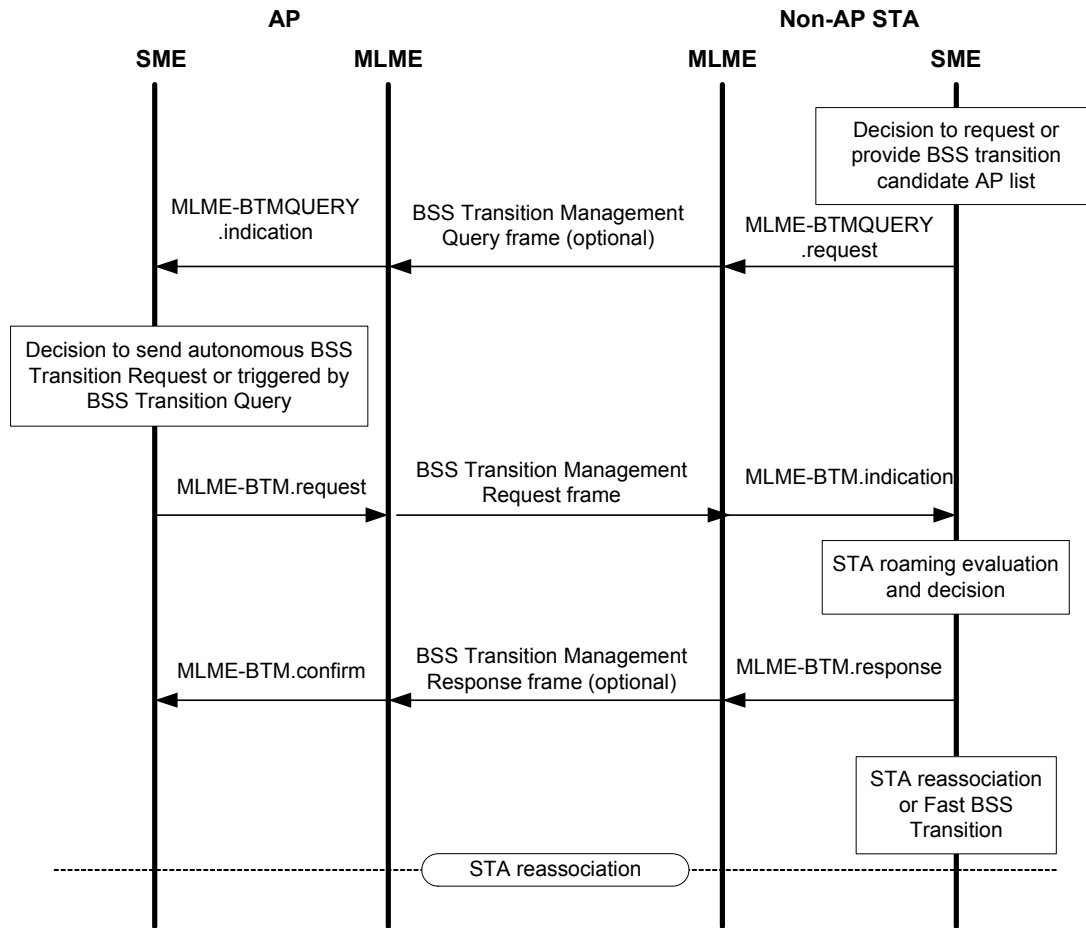 AP
Non-AP STA
SME
MLME
MLME
SME
Decision to request or
provide BSS transition
candidate AP list
MLME-BTMQUERY
.indication
BSS Transition Management
Query frame (optional)
MLME-BTMQUERY
.request
Decision to send autonomous BSS
Transition Request or triggered by
BSS Transition Query
MLME-BTM.request
BSS Transition Management
Request frame
MLME-BTM.indication
STA roaming evaluation
and decision
MLME-BTM.confirm
BSS Transition Management
Response frame (optional)
MLME-BTM.response
STA reassociation
or Fast BSS
Transition
STA reassociation